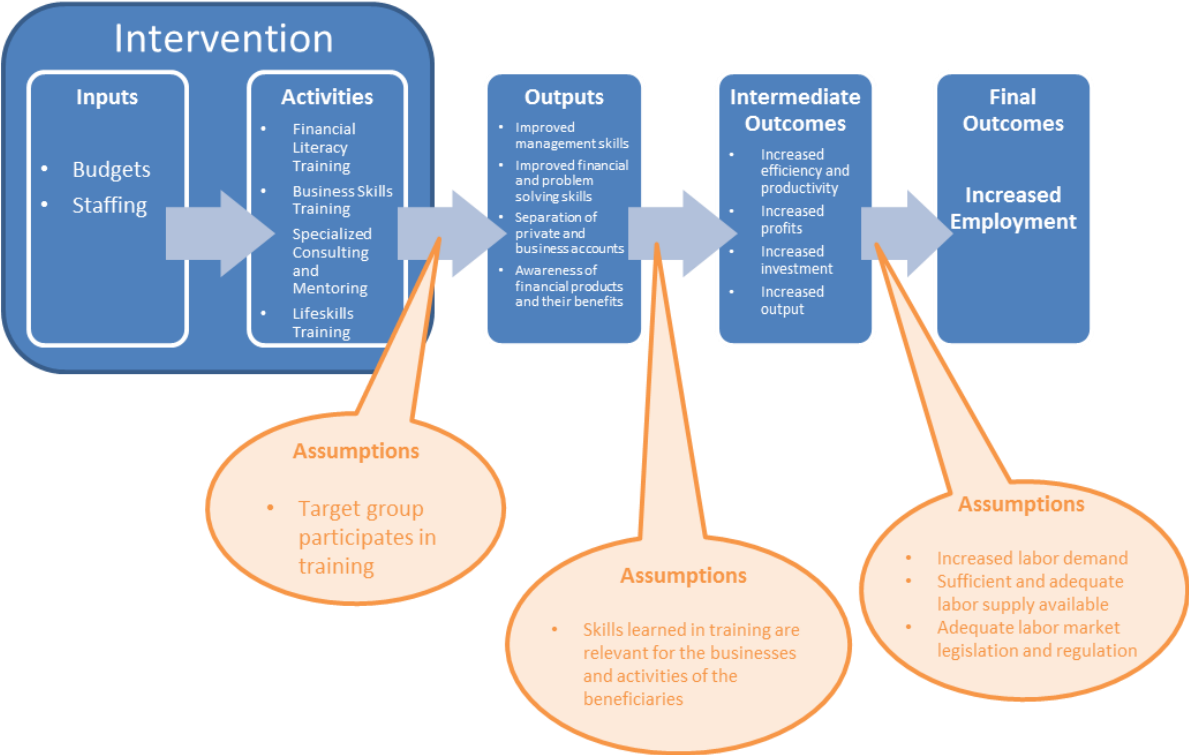 Intervention
Inputs
• Budgets
• Staffing
Activities
• Financial
Literacy
Training
• Business Skills
Training
• Specialized
Consulting
and
Mentoring
• Lifeskills
Training
Outputs
• Improved
management skills
• Improved financial
and problem
solving skills
• Separation of
private and
business accounts
• Awareness of
financial products
and their benefits
Intermediate
Outcomes
• Increased
efficiency and
productivity
• Increased
profits
• Increased
investment
• Increased
output
Final
Outcomes
Increased
Employment
Assumptions
• Target group
participates in
training
Assumptions
• Skills learned in training are
relevant for the businesses
and activities of the
beneficiaries
Assumptions
• Increased labor demand
• Sufficient and adequate
labor supply available
• Adequate labor market
legislation and regulation